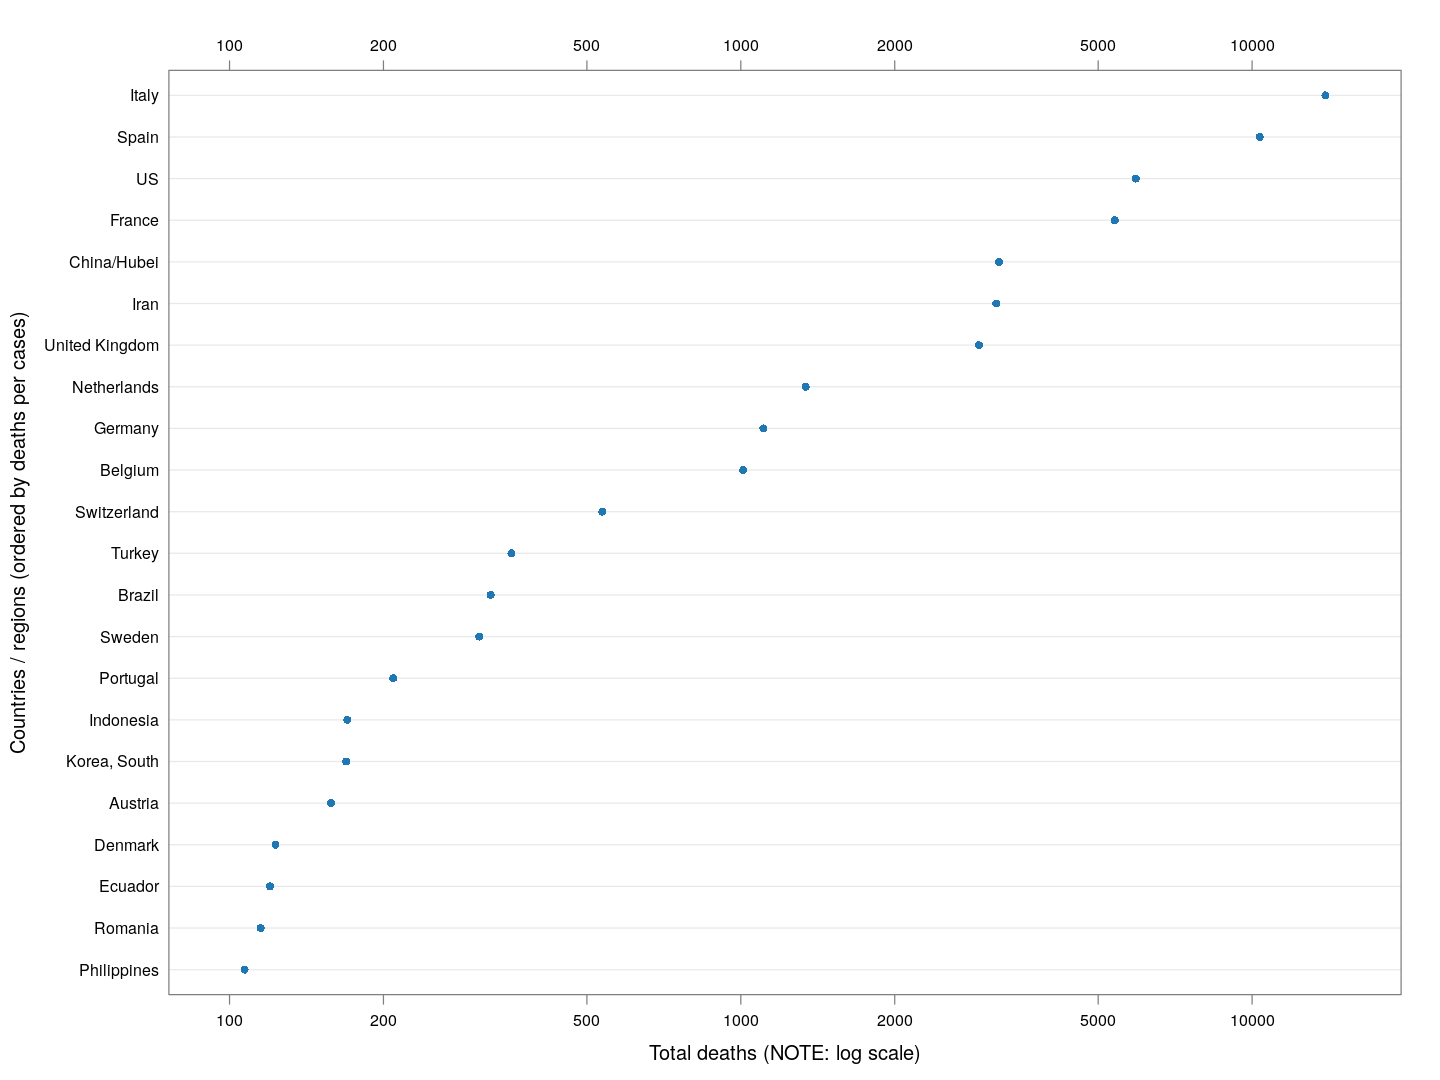 100 200 500 1000 2000 5000 10000
Italy
Spain
US
France
China/Hubei
Iran
United Kingdom
Netherlands
Germany
Belgium
Switzerland
Turkey
Brazil
Sweden
Portugal
Indonesia
Korea, South
Austria
Denmark
Ecuador
Romania
Philippines
Countries / regions (ordered by deaths per cases)
100 200 500 1000 2000 5000 10000
Total deaths (NOTE: log scale)